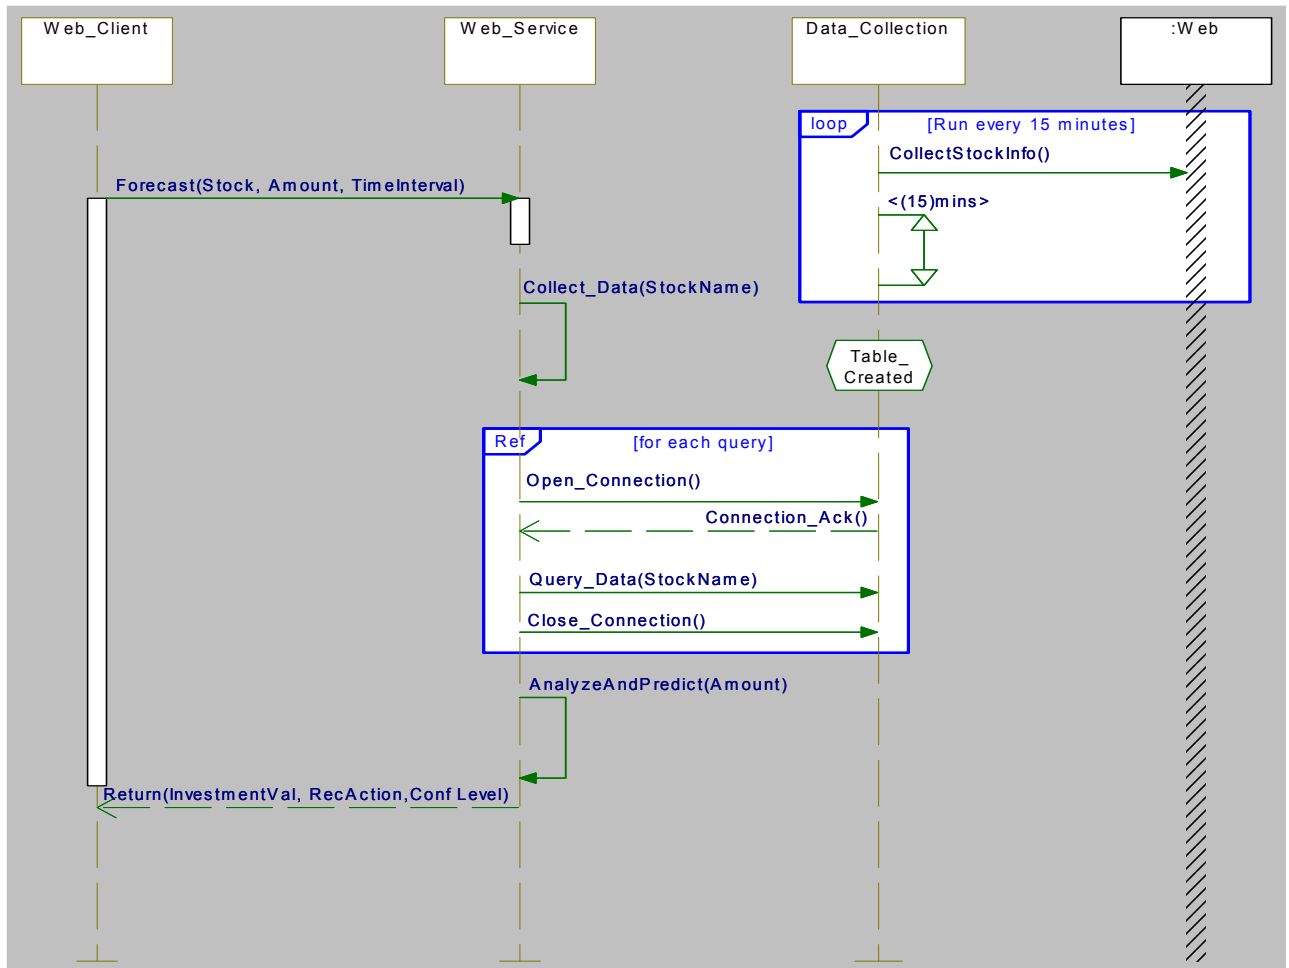 Web_Client
Web_Service
Data_Collection
:Web
loop
[Run every 15 minutes]
CollectStockInfo()
Forecast(Stock, Amount, TimeInterval)
<(15)mins>
Collect_Data(StockName)
Table_
Created
Ref
[for each query]
Open_Connection()
Connection_Ack()
Query_Data(StockName)
Close_Connection()
AnalyzeAndPredict(Amount)
Return(InvestmentVal, RecAction,Conf Level)